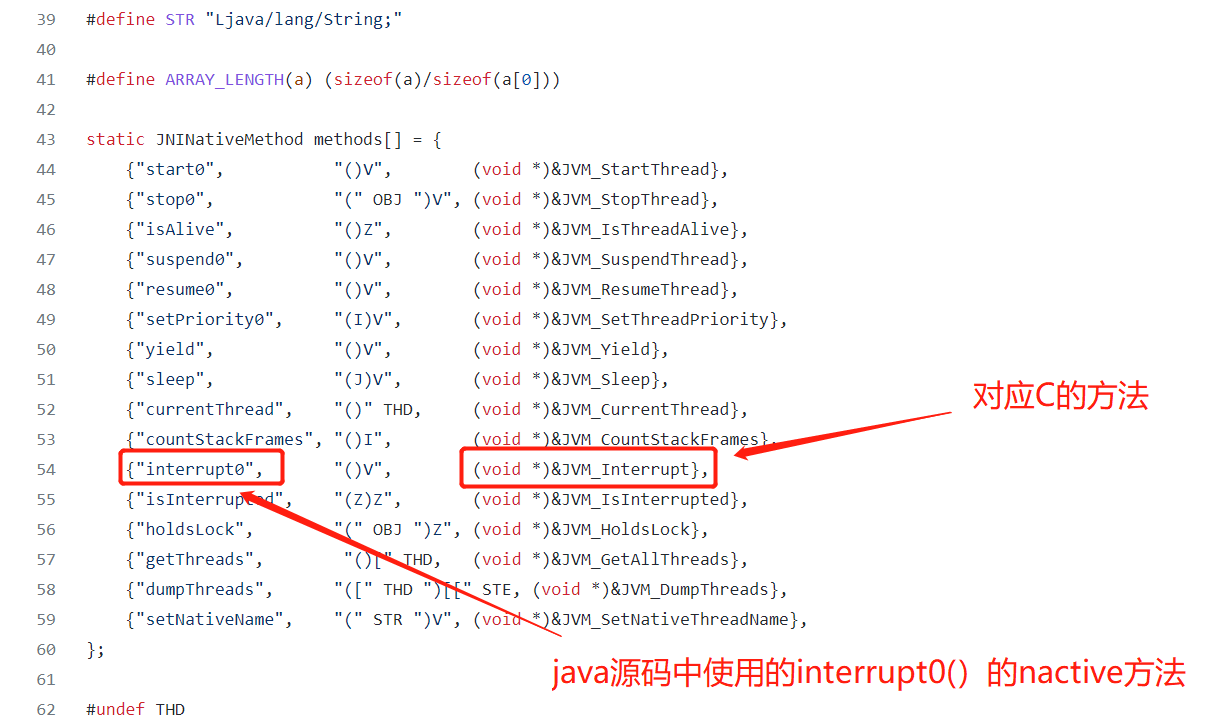 39 #define STR "Ljava/lang/String;"
40
41 #define ARRAY_LENGTH(a) (sizeof(a)/sizeof(a[0]))
42
43 static JNINativeMethod methods[] = {
44 {"start0", "()V", (void *)&JVM_StartThread},
45 {"stop0", "(" OBJ ")V", (void *)&JVM_StopThread},
46 {"isAlive", "()Z", (void *)&JVM_IsThreadAlive},
47 {"suspend0", "()V", (void *)&JVM_SuspendThread},
48 {"resume0", "()V", (void *)&JVM_ResumeThread},
49 {"setPriority0", "(I)V", (void *)&JVM_SetThreadPriority},
50 {"yield", "()V", (void *)&JVM_Yield},
51 {"sleep", "(J)V", (void *)&JVM_Sleep},
对应C的方法
52 {"currentThread", "()" THD, (void *)&JVM_CurrentThread},
53 {"countStackFrames", "()I", (void *)&JVM_CountStackFrames},
54 {"interrupt0", "()V", (void *)&JVM_Interrupt},
55 {"isInterrupted", "(Z)Z", (void *)&JVM_IsInterrupted},
56 {"holdsLock", "(" OBJ ")Z", (void *)&JVM_HoldsLock},
57 {"getThreads", "()[" THD, (void *)&JVM_GetAllThreads},
58 {"dumpThreads", "([" THD ")[[" STE, (void *)&JVM_DumpThreads},
59 {"setNativeName", "(" STR ")V", (void *)&JVM_SetNativeThreadName},
60 };
java源码中使用的interrupt0()的nactive方法
61
62 #undef THD